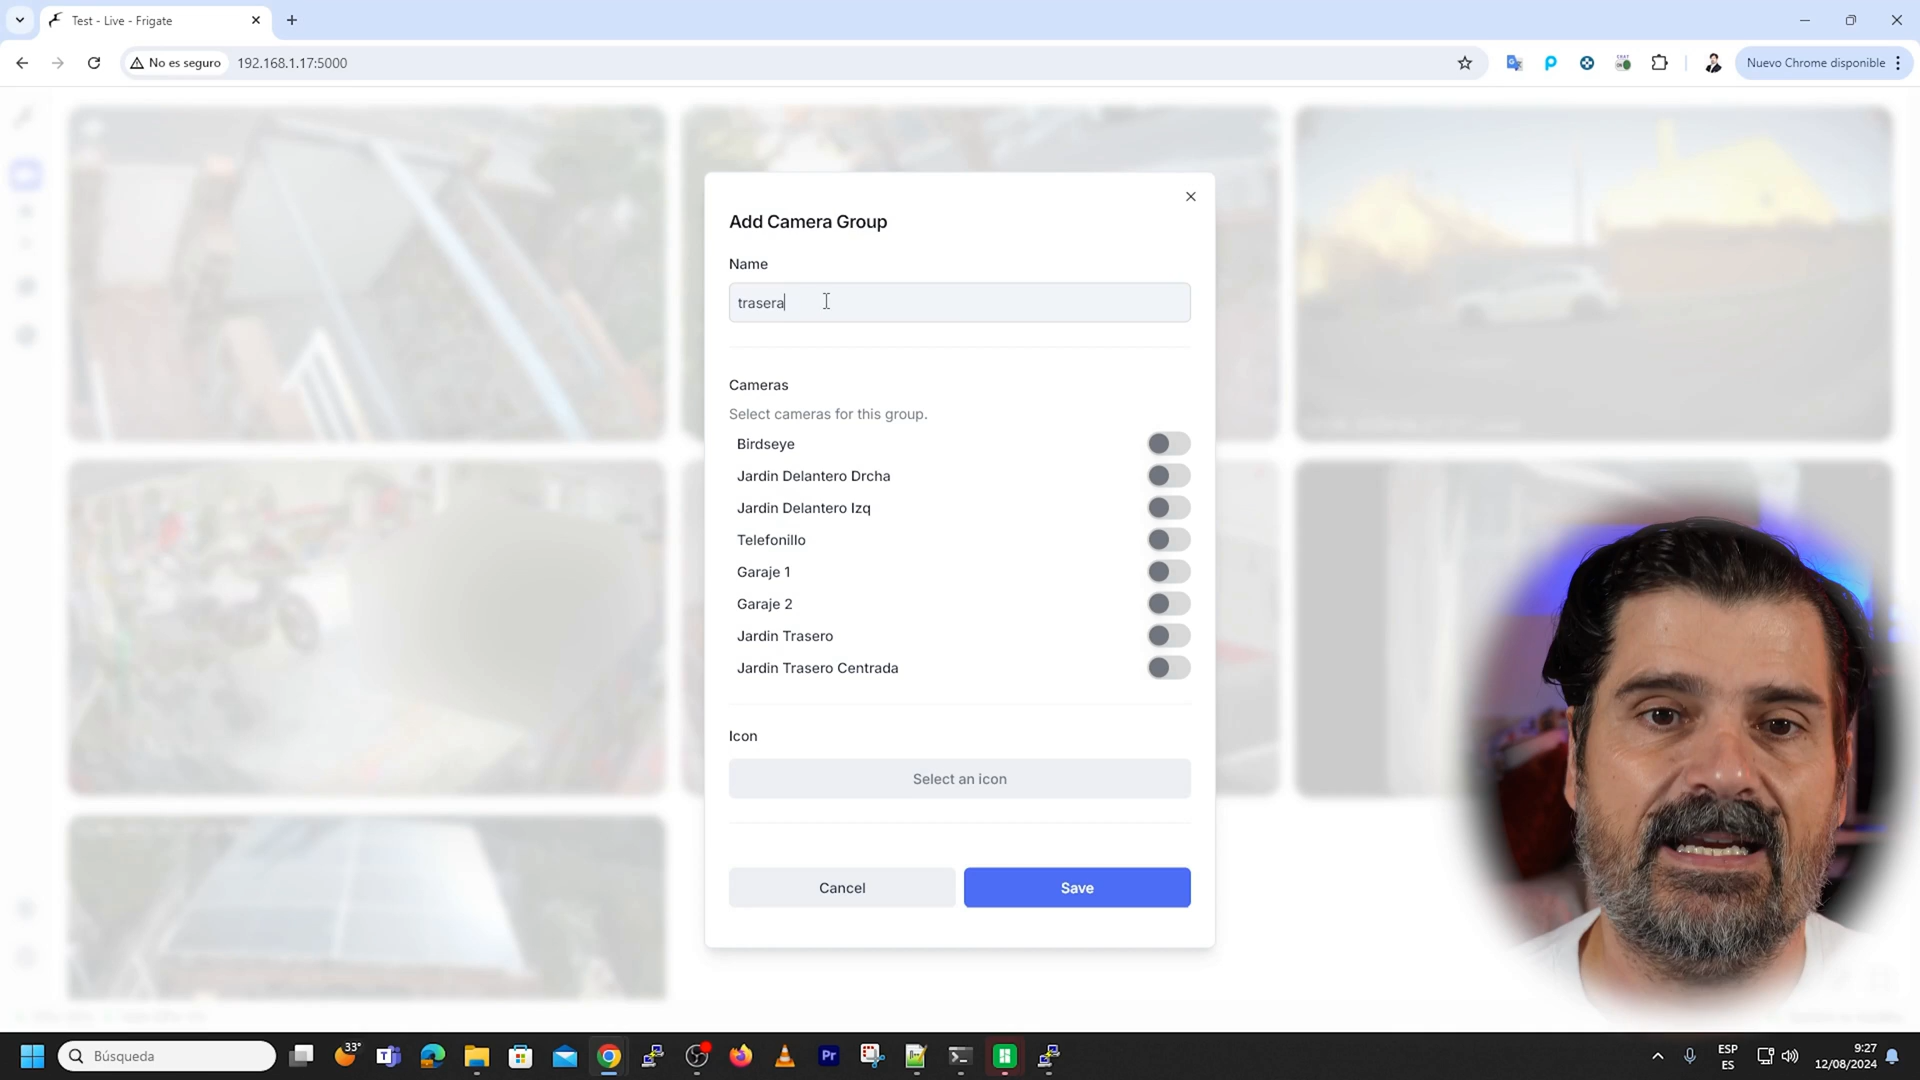 Test - Live - Frigate
No es seguro
192.168.1.17:5000
Nuevo Chrome disponible
Add Camera Group
Name
trasera
Cameras
Select cameras for this group.
Birdseye
Jardin Delantero Drcha
Jardin Delantero Izq
Telefonillo
Garaje 1
Garaje 2
Jardin Trasero
Jardin Trasero Centrada
Icon
Select an icon
Cancel
Save
Búsqueda
33°
Pr
ESP
ES
9:27
12/08/2024